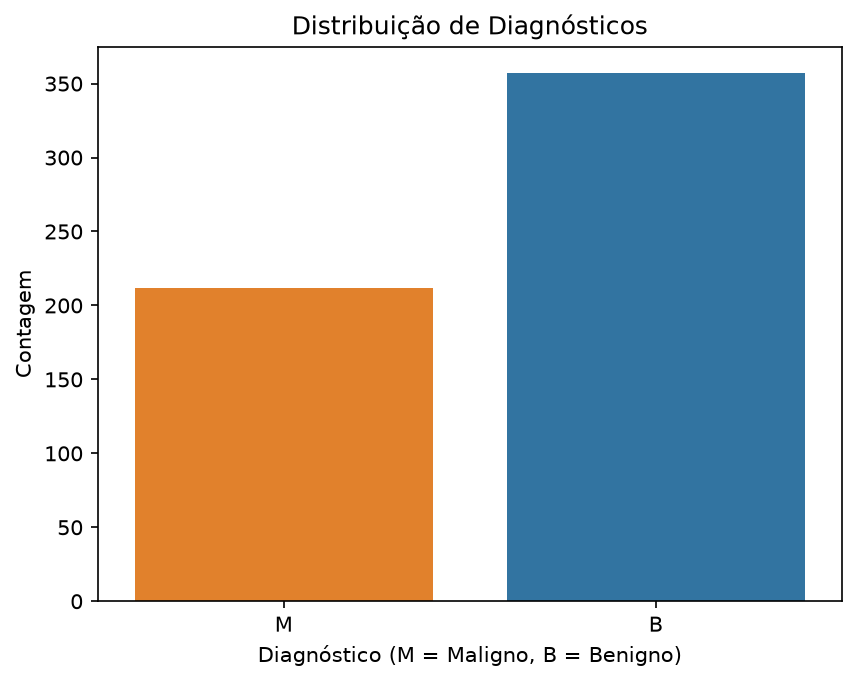 Distribuição de Diagnósticos
Contagem
350
300
250
200
150
100
50
0
M
B
Diagnóstico (M = Maligno, B = Benigno)